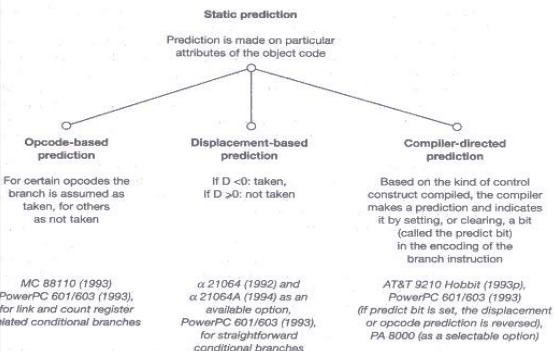 Static prediction
Prediction is made on particular
attributes of the object code
Opcode-based
prediction
For certain opcodes the
branch is assumed as
taken, for others
as not taken
MC 88110 (1993)
PowerPC 601/603 (1993),
for link and count register
related conditional branches
Displacement-based
prediction
If D <0: taken,
If D ⩾0: not taken
α 21064 (1992) and
α 21064A (1994) as an
available option,
PowerPC 601/603 (1993),
for straightforward
conditional branches
Compiler-directed
prediction
Based on the kind of control
construct compiled, the compiler
makes a prediction and indicates
it by setting, or clearing, a bit
(called the predict bit)
in the encoding of the
branch instruction
AT&T 9210 Hobbit (1993p),
PowerPC 601/603 (1993)
(if predict bit is set, the displacement
or opcode prediction is reversed),
PA 8000 (as a selectable option)